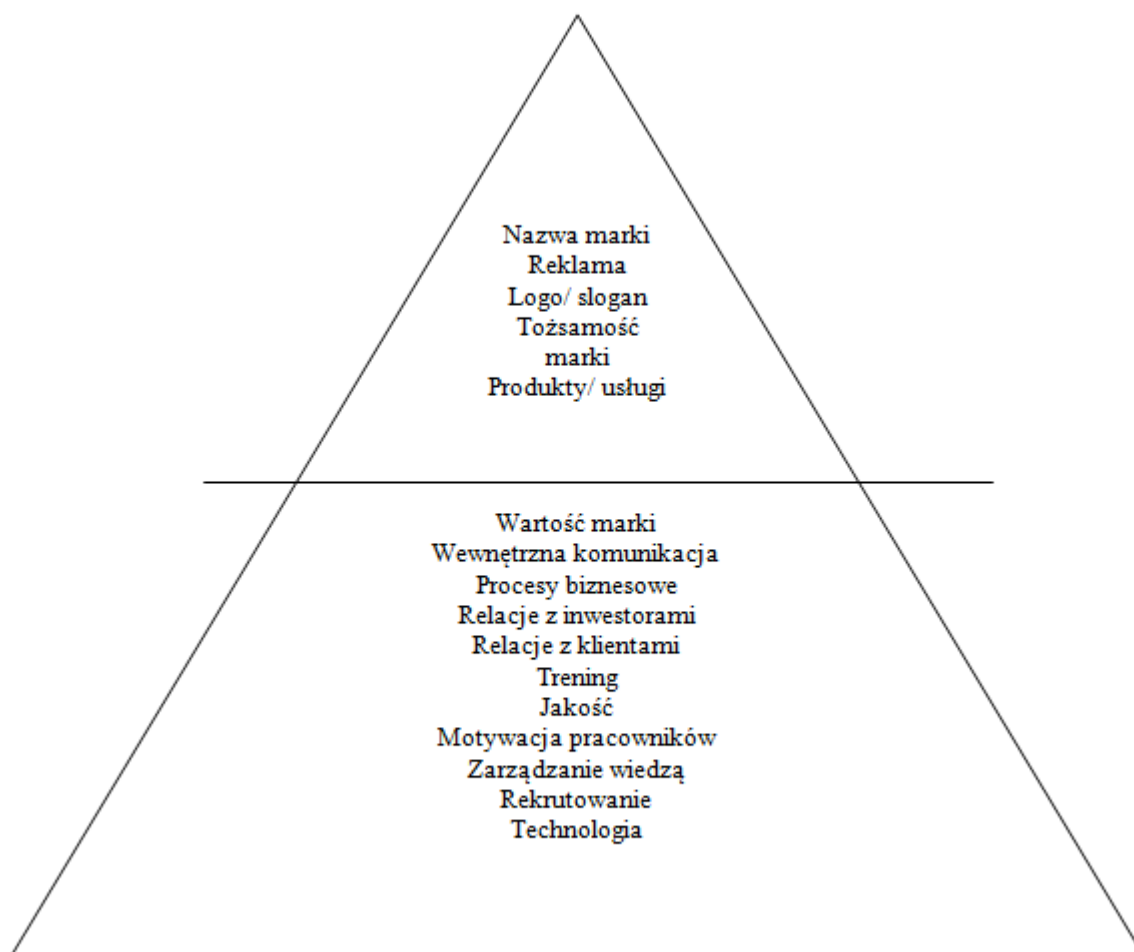 Nazwa marki
Reklama
Logo/ slogan
Tożsamość
marki
Produkty/ usługi
Wartość marki
Wewnętrzna komunikacja
Procesy biznesowe
Relacje z inwestorami
Relacje z klientami
Trening
Jakość
Motywacja pracowników
Zarządzanie wiedzą
Rekrutowanie
Technologia